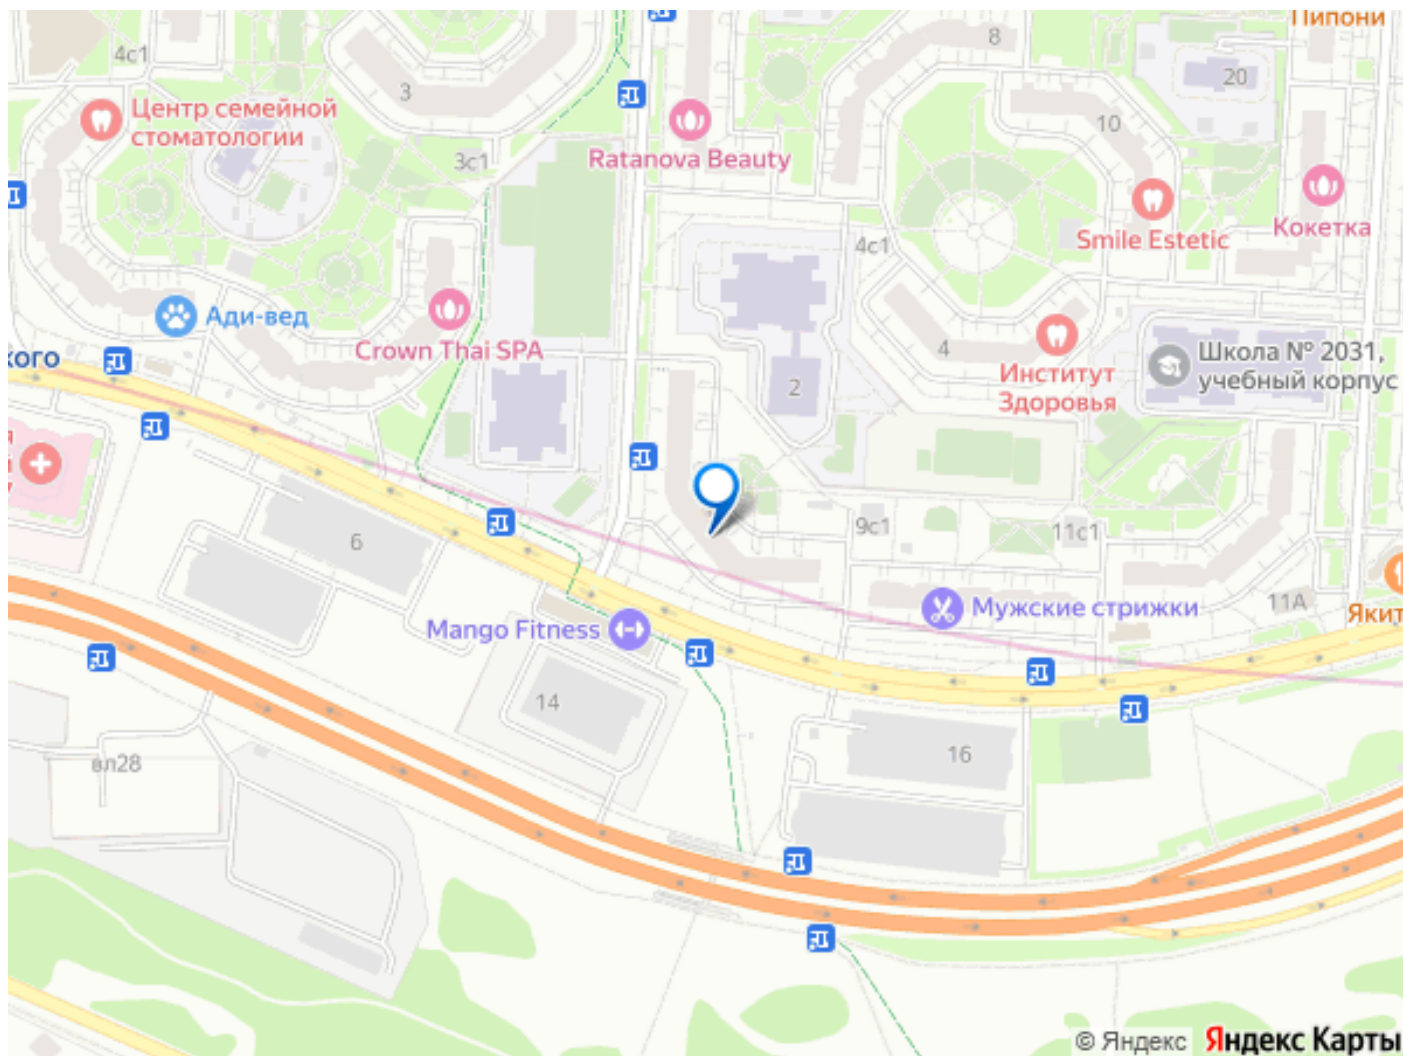 Пипони
4с1
8
20
3
Центр семейной
стоматологии
10
3с1
Ratanova Beauty
Кокетка
4с1
Smile Estetic
Ади-вед
Crown Thai SPA
4
Институт
Здоровья
Школа № 2031,
учебный корпус
кого
2
6
9с1
11с1
Mango Fitness
Мужские стрижки
11А
Якит
14
16
вл28
© Яндекс Яндекс Карты